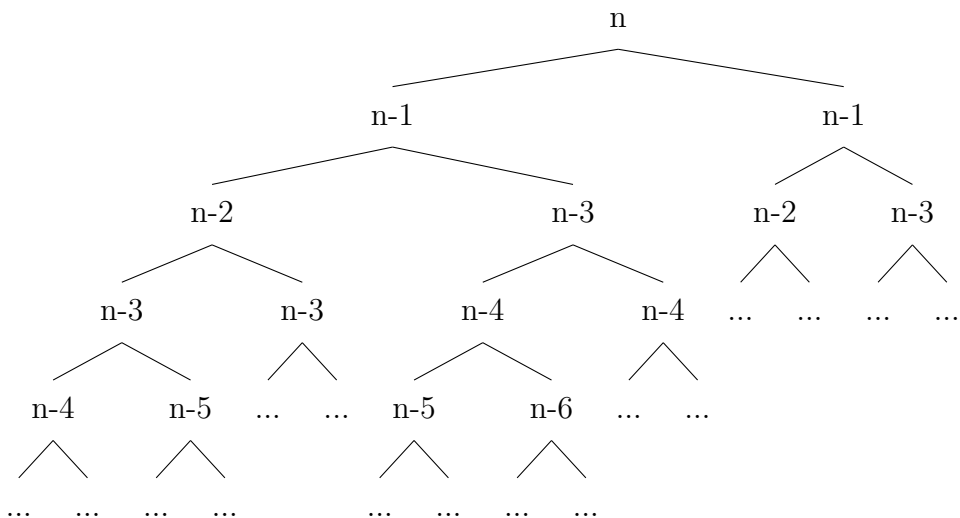 n
n-1 n-1
n-2 n-3 n-2 n-3
n-3 n-3 n-4 n-4 ... ... ... ...
n-4 n-5 ... ... n-5 n-6 ... ...
... ... ... ... ... ... ... ...